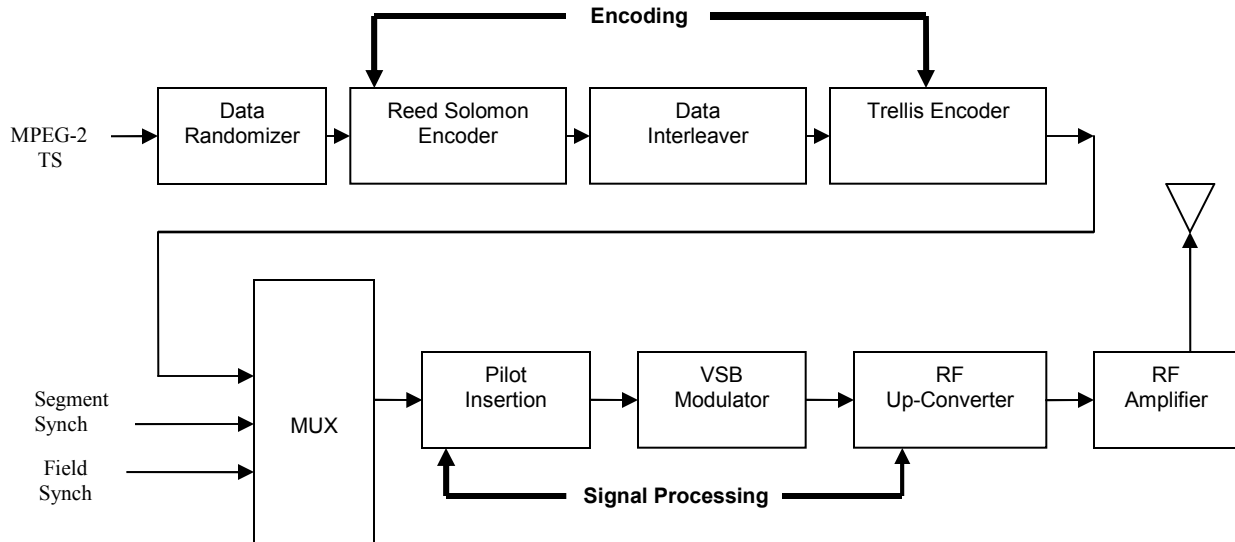 Encoding
MPEG-2
TS
Data
Randomizer
Reed Solomon
Encoder
Data
Interleaver
Trellis Encoder
Segment
Synch
Field
Synch
MUX
Pilot
Insertion
VSB
Modulator
RF
Up-Converter
RF
Amplifier
Signal Processing